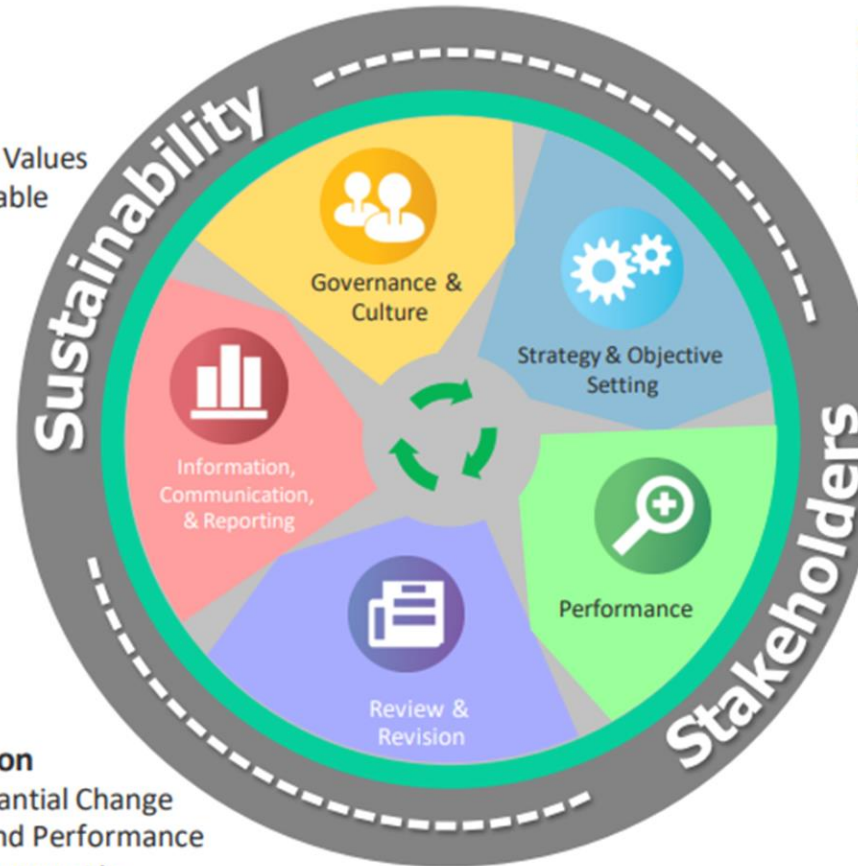 Sustainability
Values
able
Governance &
Culture
Strategy & Objective
Setting
Information,
Communication,
& Reporting
Performance
Stakeholders
Review &
Revision
on
antial Change
nd Performance